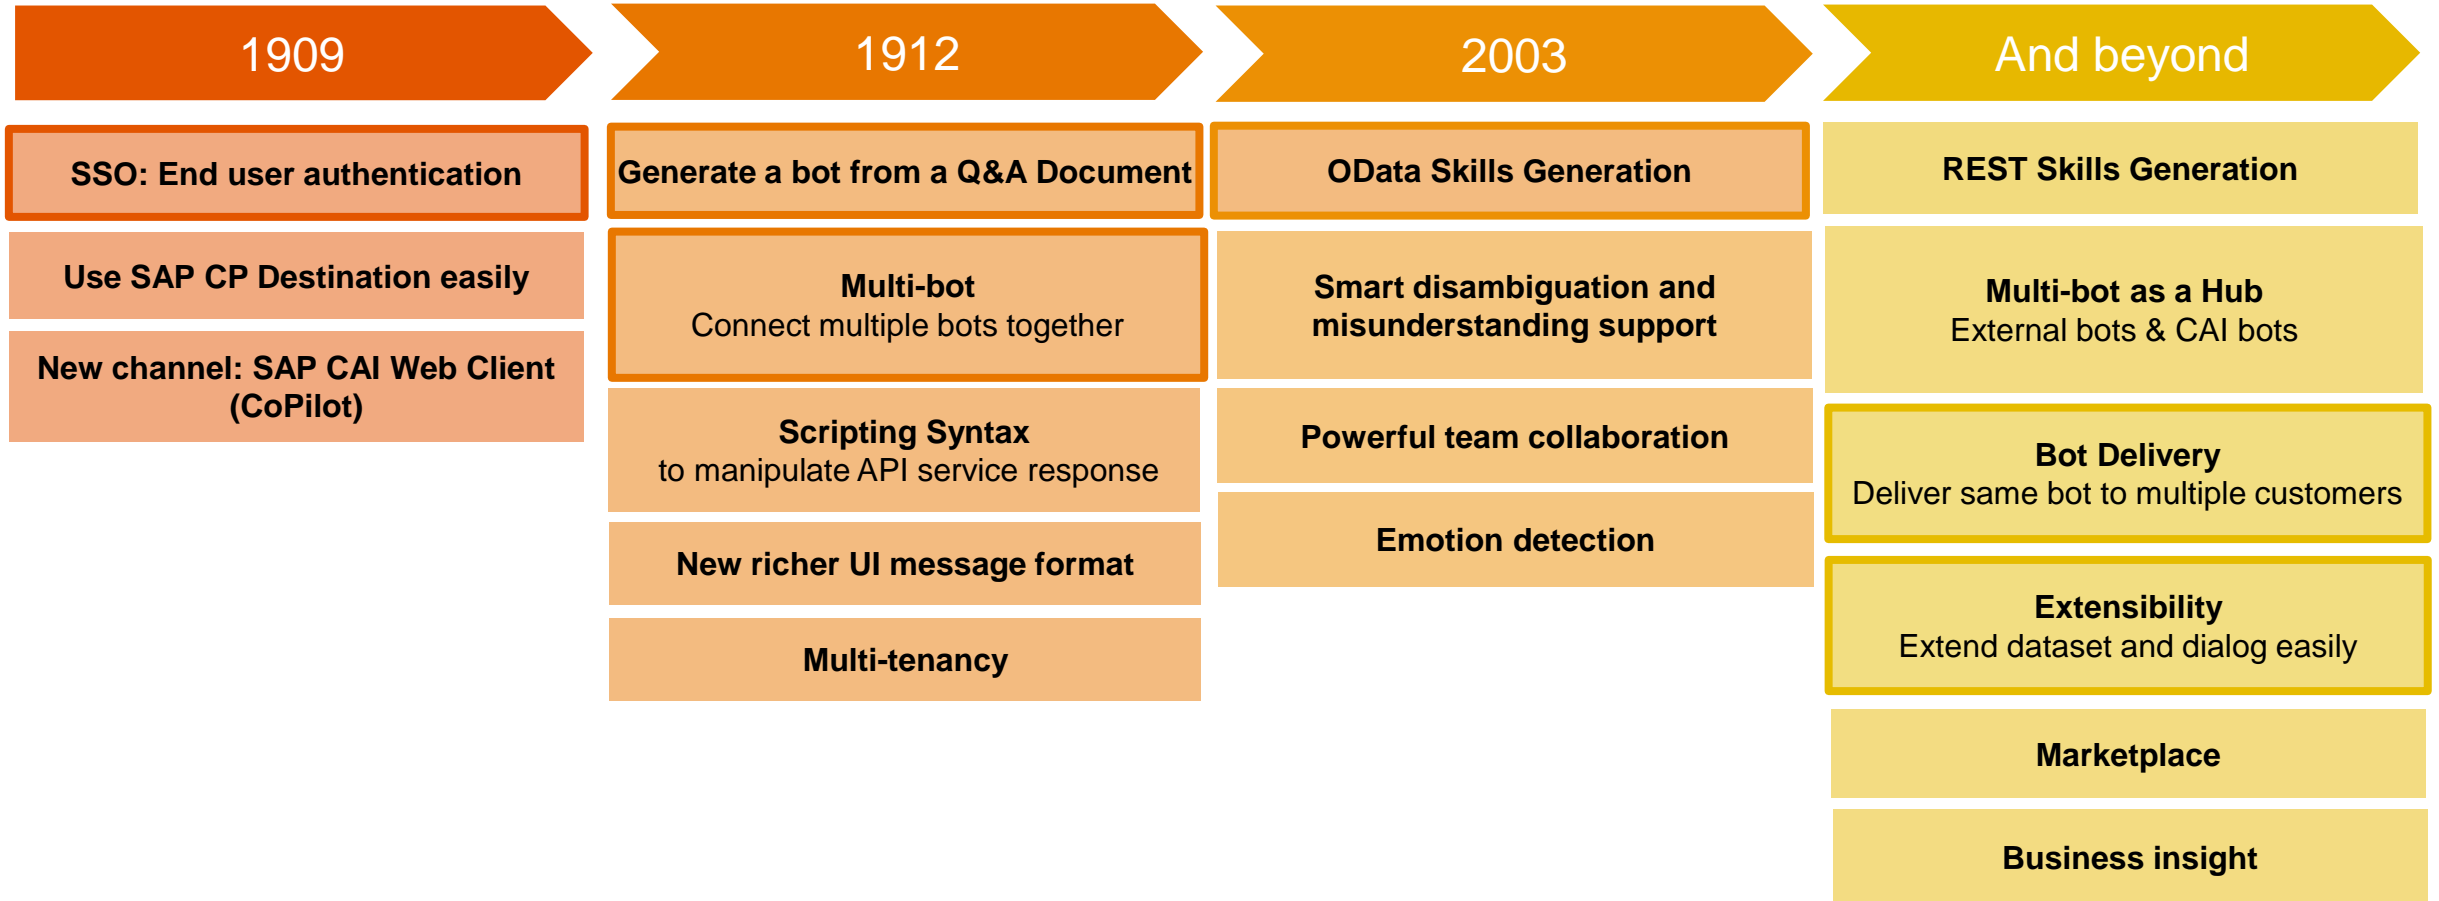 1909
SSO: End user authentication
Use SAP CP Destination easily
New channel: SAP CAI Web Client
(CoPilot)
1912
Generate a bot from a Q&A Document
Multi-bot
Connect multiple bots together
Scripting Syntax
to manipulate API service response
New richer UI message format
Multi-tenancy
2003
OData Skills Generation
Smart disambiguation and
misunderstanding support
Powerful team collaboration
Emotion detection
And beyond
REST Skills Generation
Multi-bot as a Hub
External bots & CAI bots
Bot Delivery
Deliver same bot to multiple customers
Extensibility
Extend dataset and dialog easily
Marketplace
Business insight